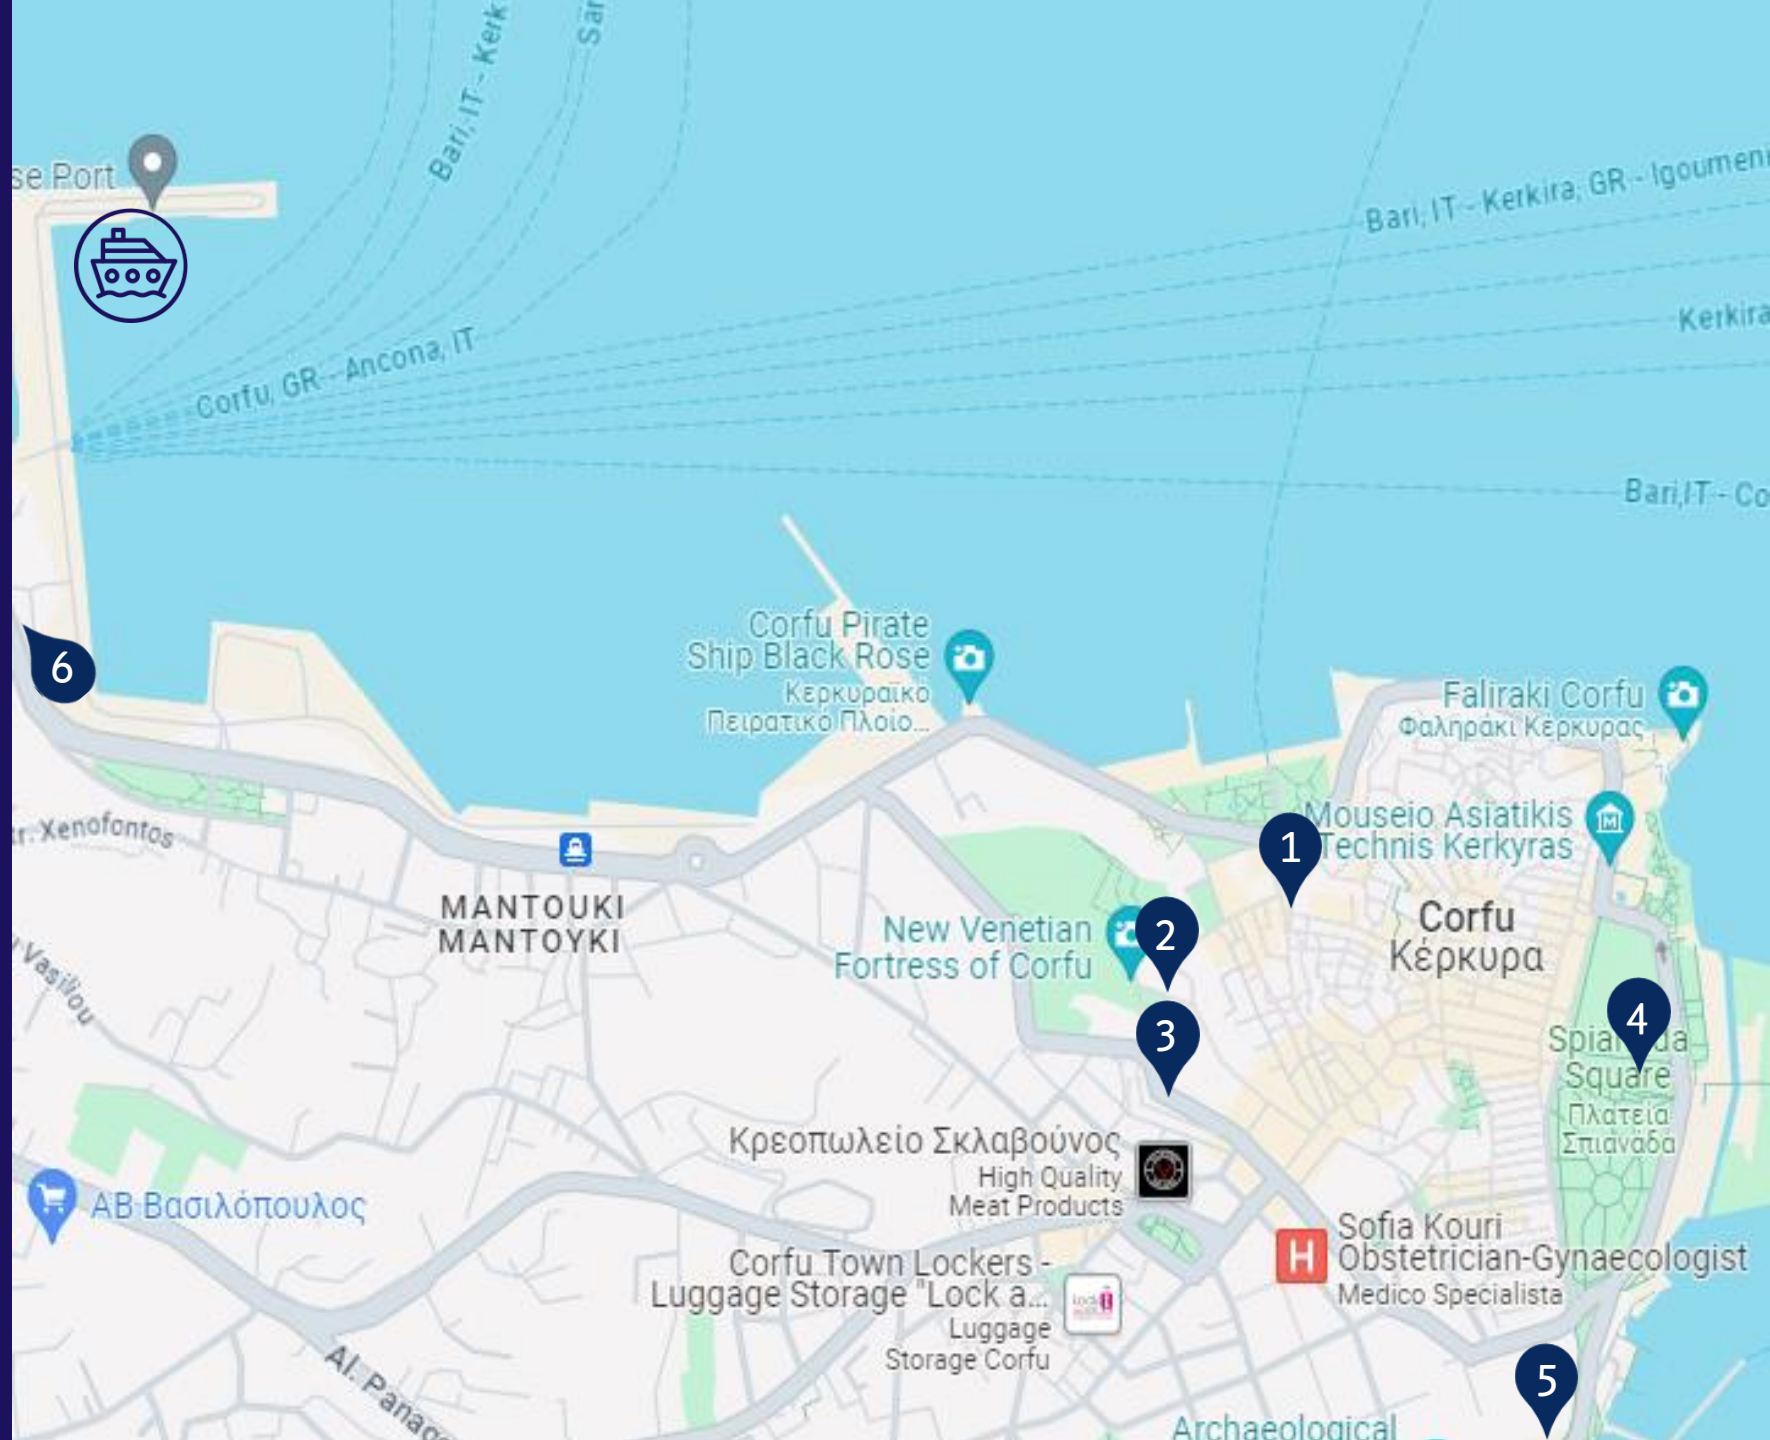 Bari, IT - Kerk
Sar
se Port
Bari, IT - Kerkira, GR - Igoumen
Kerkira
Corfu, GR - Ancona, IT
Bari, IT - Co
Corfu Pirate
Ship Black Rose
Κερκυραϊκο
Πειρατικό Πλοίο...
6
Faliraki Corfu
Φαληράκι Κέρκυρας
Mouseio Asiatikis
Technis Kerkyras
1
tr. Xenofontos
MANTOUKI
ΜΑΝΤΟΥΚΙ
Corfu
Κέρκυρα
New Venetian
Fortress of Corfu
2
3
4
Square
Πλατεία
Σπιανάδα
Vasiliou
Κρεοπωλείο Σκλαβούνος
High Quality
Meat Products
ΑΒ Βασιλόπουλος
H
Sofia Kouri
Obstetrician-Gynaecologist
Medico Specialista
Corfu Town Lockers -
Luggage Storage "Lock a...
Luggage
Storage Corfu
Al. Panago
5
Archaeological